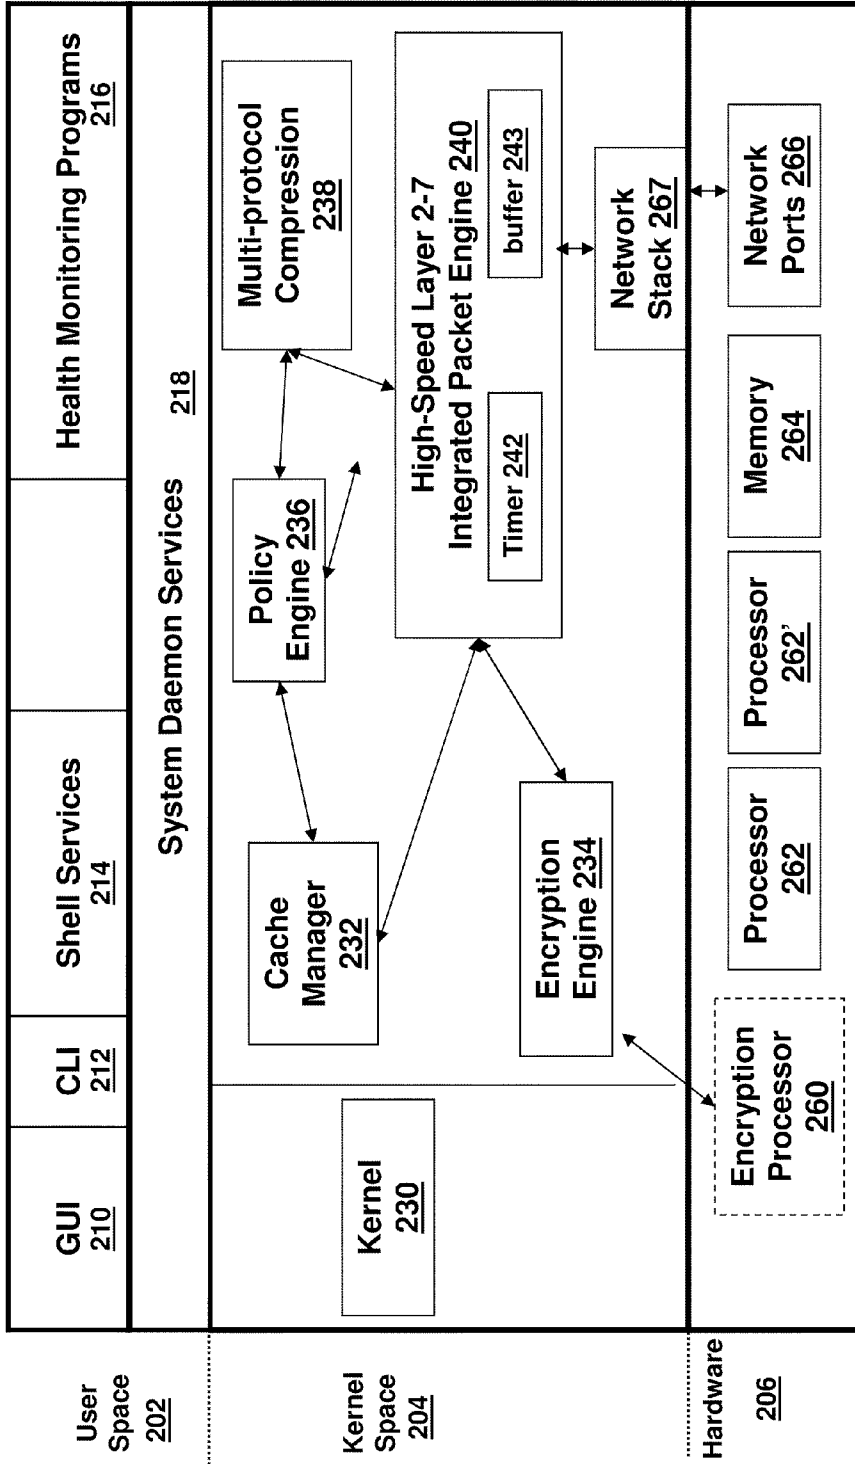 User
Space
202
GUI
210
CLI
212
Shell Services
214
Health Monitoring Programs
216
System Daemon Services
218
Kernel
Space
204
Kernel
230
Cache
Manager
232
Policy
Engine 236
Multi-protocol
Compression
238
High-Speed Layer 2-7
Integrated Packet Engine 240
Timer 242
buffer 243
Encryption
Engine 234
Network
Stack 267
Hardware
206
Encryption
Processor
260
Processor
262
Processor
262’
Memory
264
Network
Ports 266